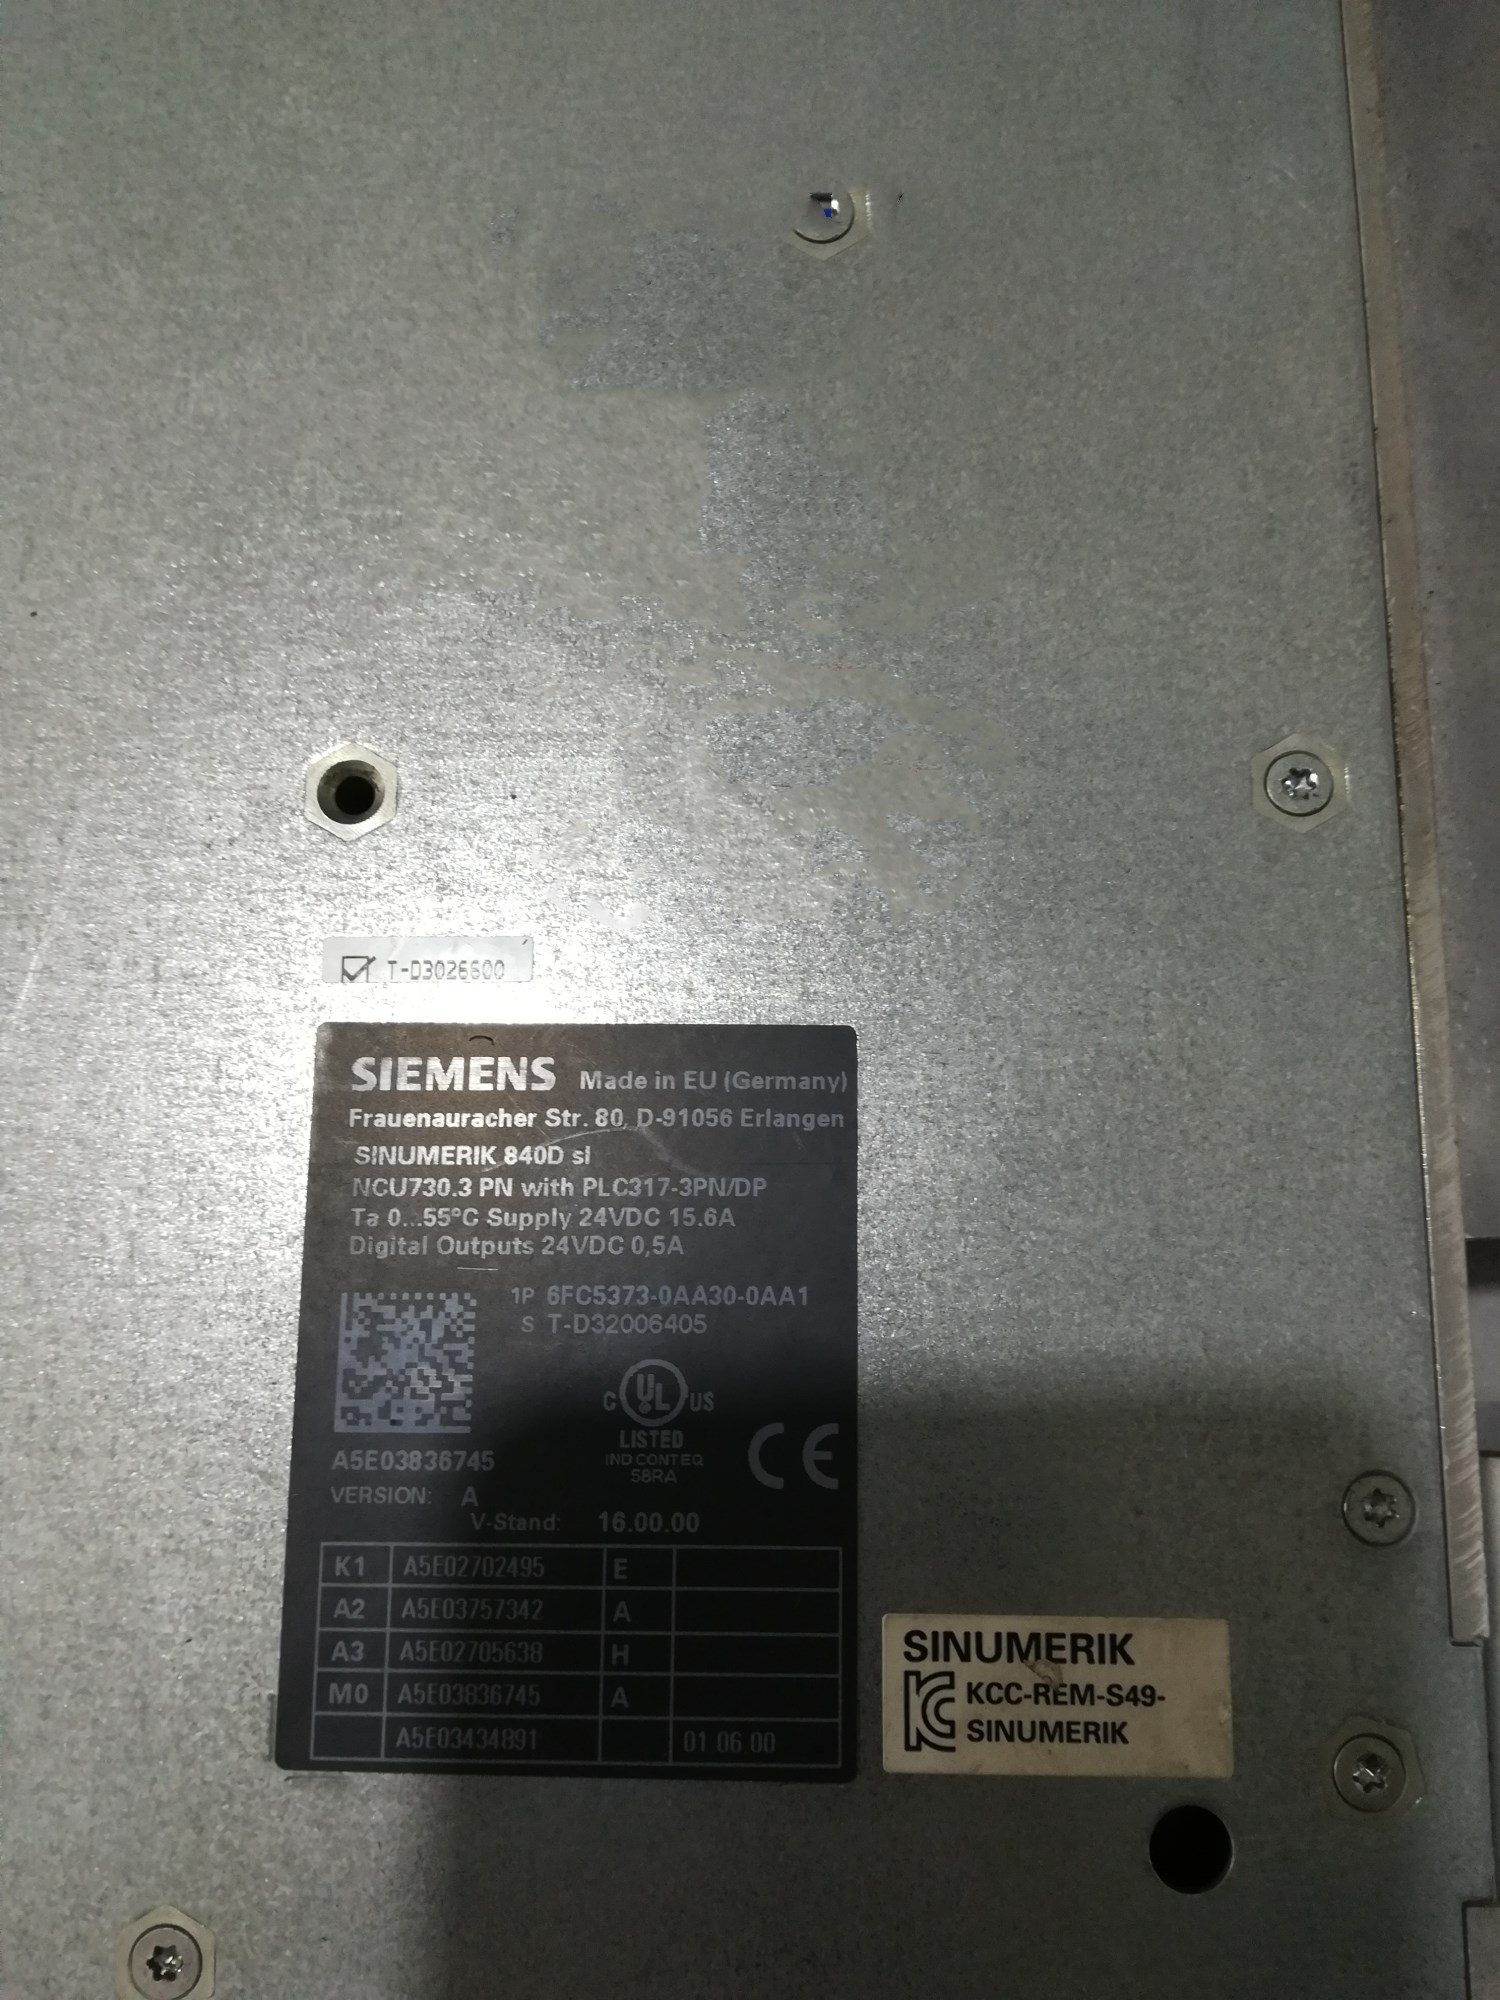 T-D3026600
SIEMENS Made in EU (Germany)
Frauenauracher Str. 80, D-91056 Erlangen
SINUMERIK 840D sl
NCU730.3 PN with PLC317-3PN/DP
Ta 0...55°C Supply 24VDC 15.6A
Digital Outputs 24VDC 0,5A
1P 6FC5373-0AA30-0AA1
S T-D32006405
C UL US
LISTED
IND CONT EQ
58RA
CE
A5E03836745
VERSION: A
V-Stand: 16.00.00
K1 A5E02702495 E
A2 A5E03757342 A
A3 A5E02705638 H
M0 A5E03836745 A
A5E03434891 01.06.00
SINUMERIK
KC KCC-REM-S49-
SINUMERIK